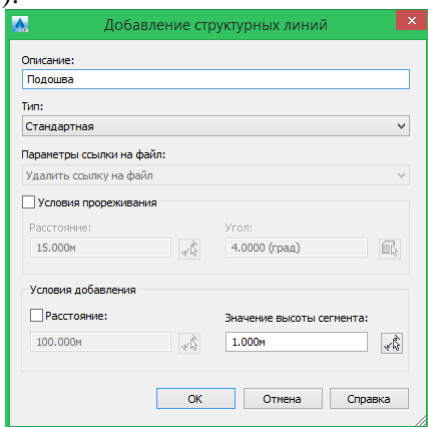 ).
Добавление структурных линий
Описание:
Подошва
Тип:
Стандартная
Параметры ссылки на файл:
Удалить ссылку на файл
Условия прореживания
Расстояние: Угол:
15.000м 4.0000 (град)
Условия добавления
Расстояние: Значение высоты сегмента:
100.000м 1.000м
OK Отмена Справка